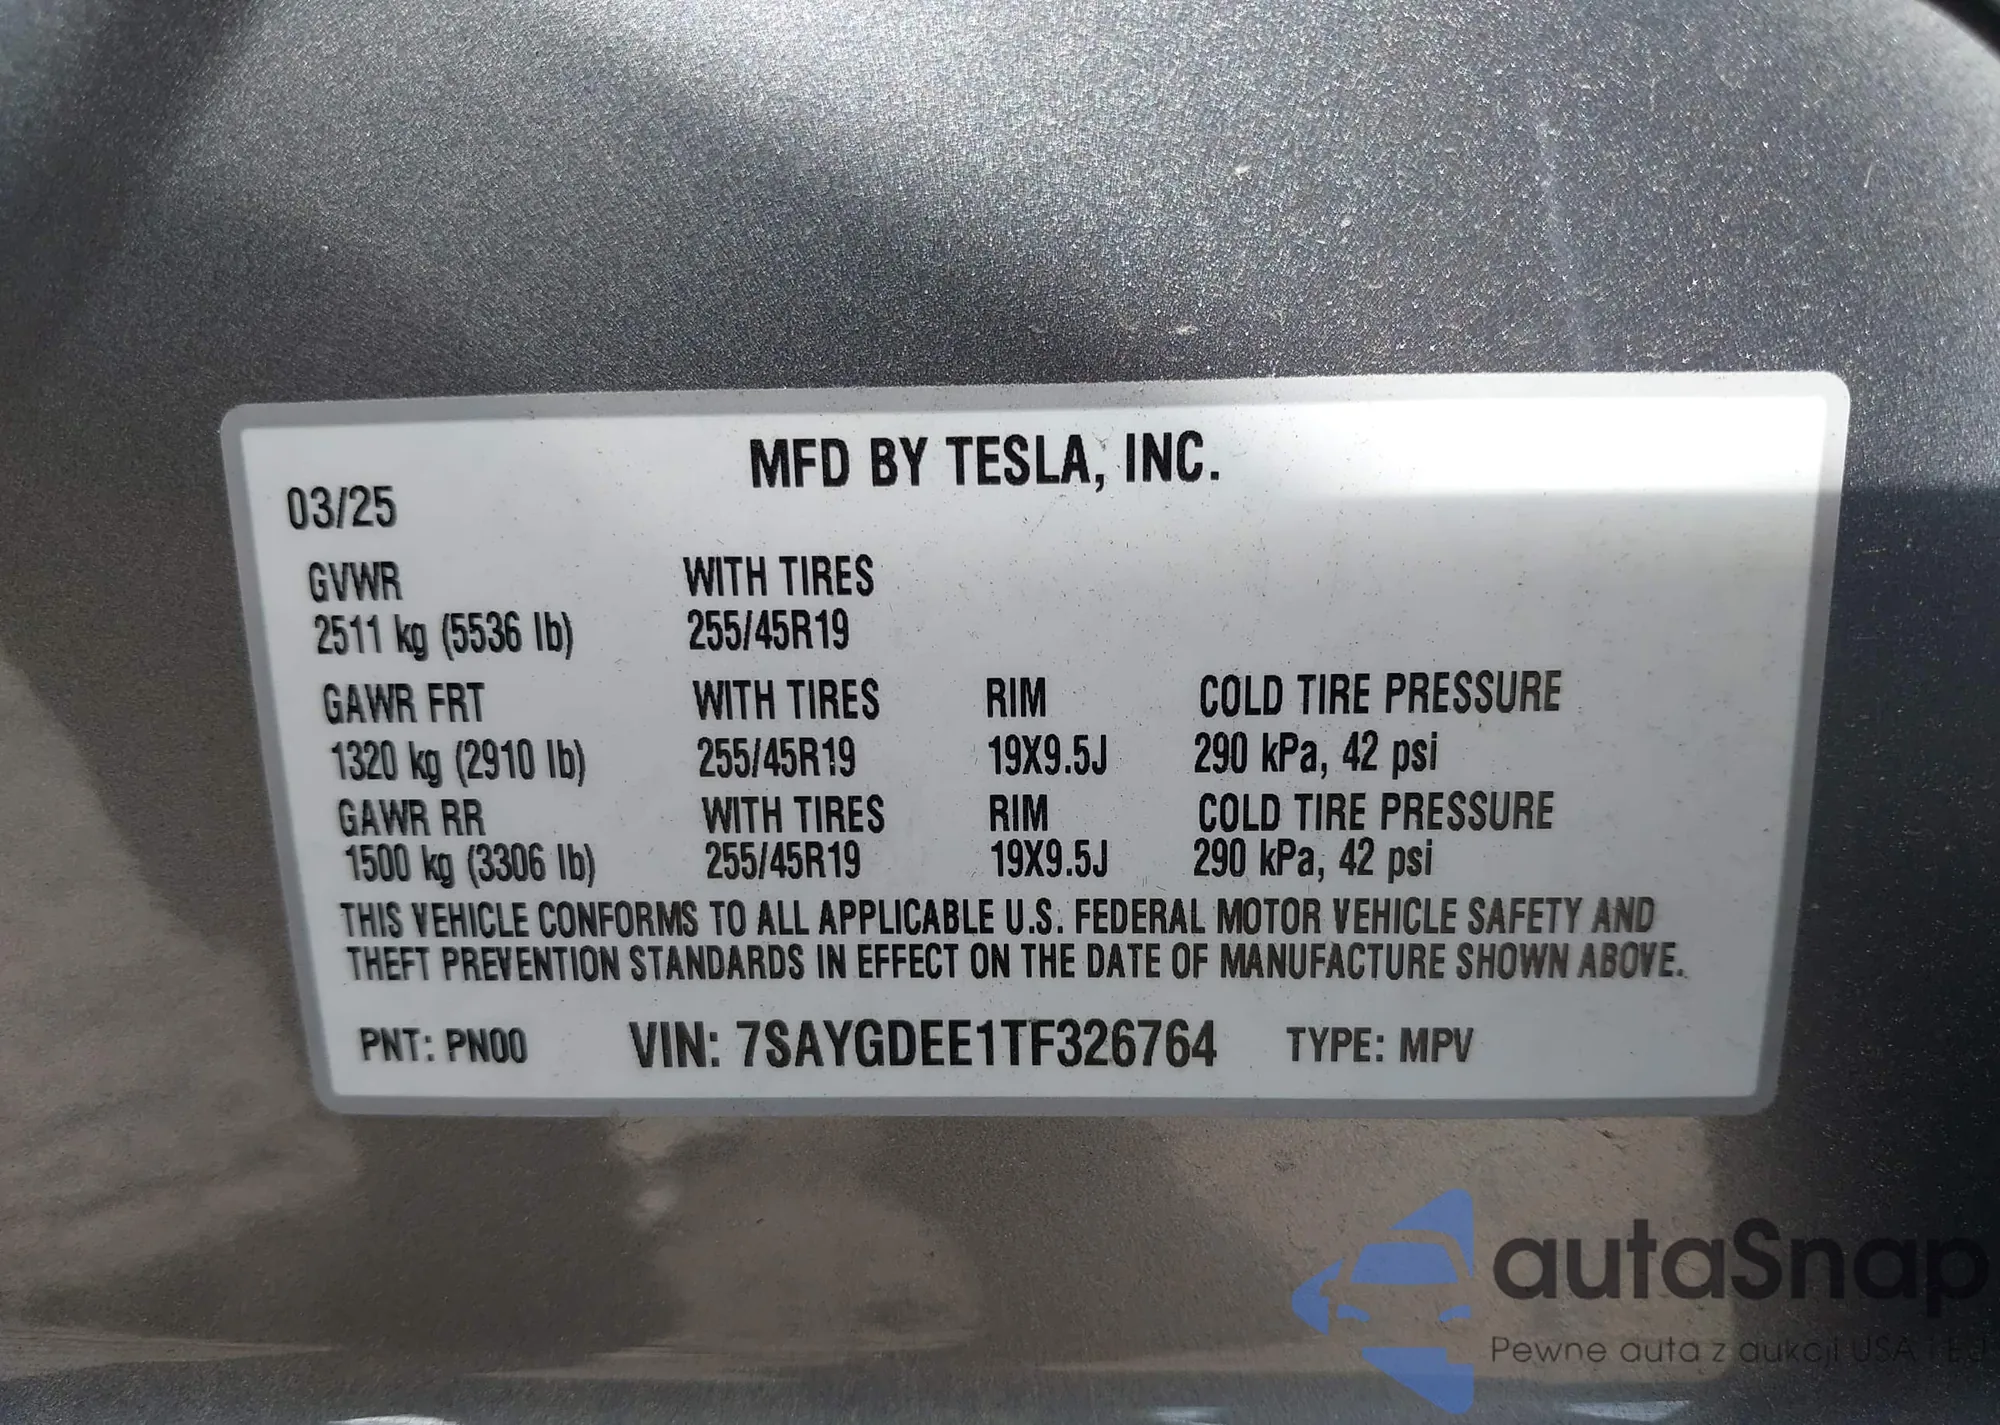 MFD BY TESLA, INC.
03/25
GVWR WITH TIRES
2511 kg (5536 lb) 255/45R19
GAWR FRT WITH TIRES RIM COLD TIRE PRESSURE
1320 kg (2910 lb) 255/45R19 19X9.5J 290 kPa, 42 psi
GAWR RR WITH TIRES RIM COLD TIRE PRESSURE
1500 kg (3306 lb) 255/45R19 19X9.5J 290 kPa, 42 psi
THIS VEHICLE CONFORMS TO ALL APPLICABLE U.S. FEDERAL MOTOR VEHICLE SAFETY AND
THEFT PREVENTION STANDARDS IN EFFECT ON THE DATE OF MANUFACTURE SHOWN ABOVE.
PNT: PN00 VIN: 7SAYGDEE1TF326764 TYPE: MPV
autaSnap
Pewne auta z aukcji USA i EU